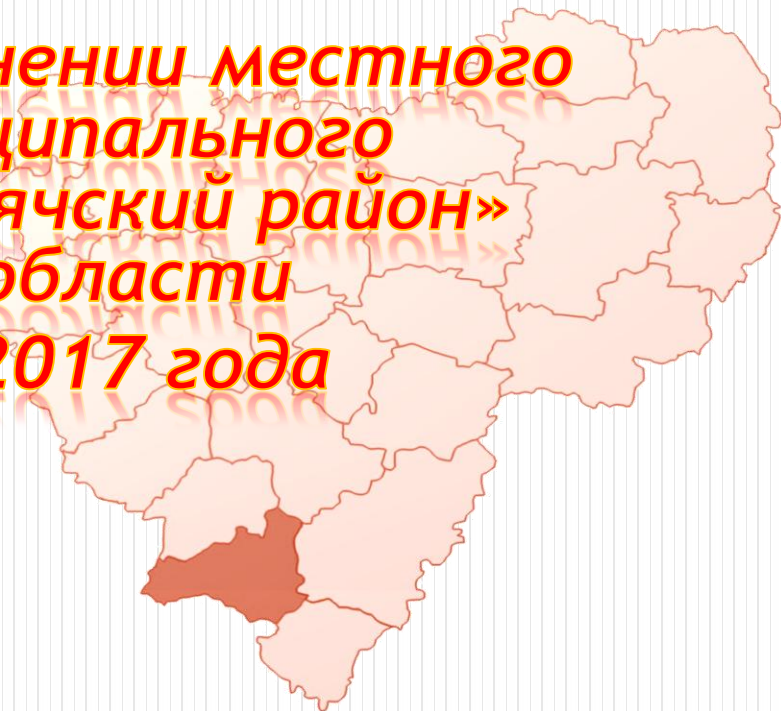 нении местного
ципального
ячский район»
области
2017 года